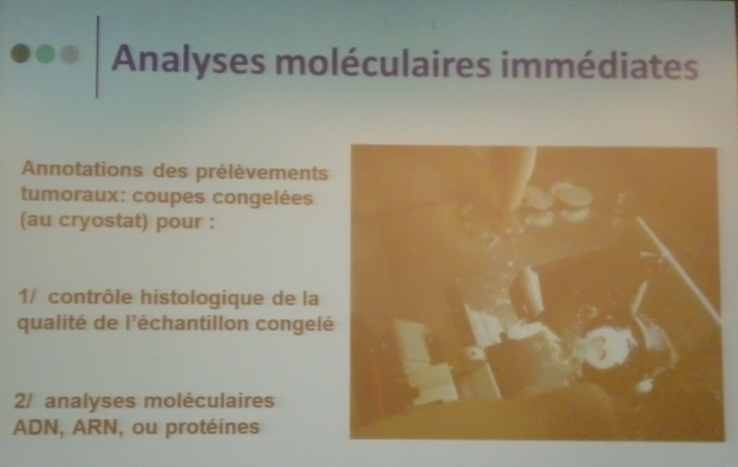 Analyses moléculaires immédiates
Annotations des prélèvements
tumoraux: coupes congelées
(au cryostat) pour :
1/ contrôle histologique de la
qualité de l'échantillon congelé
2/ analyses moléculaires
ADN, ARN, ou protéines